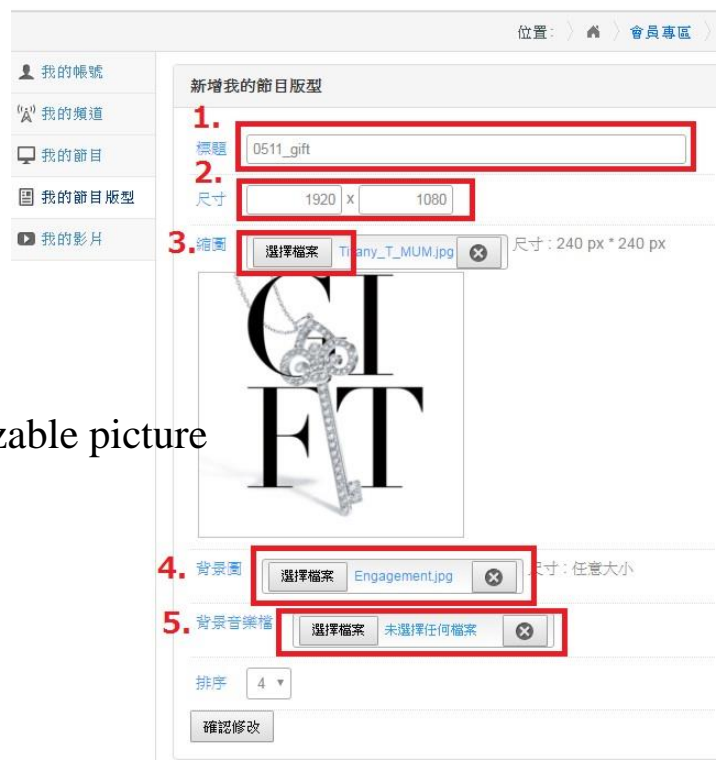 位置: 〉 〉 會員專區 〉
我的帳號
我的頻道
我的節目
我的節目版型
我的影片
新增我的節目版型
1.
標題 0511_gift
2.
尺寸 1920 x 1080
3. 縮圖 選擇檔案 Tiffany_T_MUM.jpg 尺寸 : 240 px * 240 px
GI
FT
zable picture
4. 背景圖 選擇檔案 Engagement.jpg 尺寸 : 任意大小
5. 背景音樂檔 選擇檔案 未選擇任何檔案
排序 4
確認修改